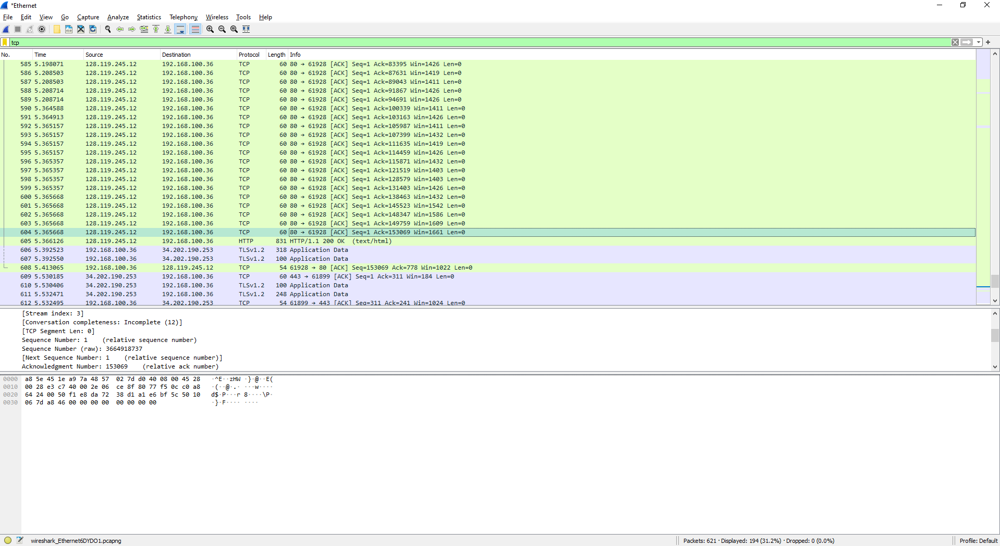 *Ethernet
File Edit View Go Capture Analyze Statistics Telephony Wireless Tools Help
tcp
No. Time Source Destination Protocol Length Info
585 5.198071 128.119.245.12 192.168.100.36 TCP 60 80 → 61928 [ACK] Seq=1 Ack=83395 Win=1426 Len=0
586 5.208503 128.119.245.12 192.168.100.36 TCP 60 80 → 61928 [ACK] Seq=1 Ack=87631 Win=1419 Len=0
587 5.208503 128.119.245.12 192.168.100.36 TCP 60 80 → 61928 [ACK] Seq=1 Ack=89043 Win=1411 Len=0
588 5.208714 128.119.245.12 192.168.100.36 TCP 60 80 → 61928 [ACK] Seq=1 Ack=91867 Win=1426 Len=0
589 5.208714 128.119.245.12 192.168.100.36 TCP 60 80 → 61928 [ACK] Seq=1 Ack=94691 Win=1426 Len=0
590 5.364588 128.119.245.12 192.168.100.36 TCP 60 80 → 61928 [ACK] Seq=1 Ack=100339 Win=1411 Len=0
591 5.364913 128.119.245.12 192.168.100.36 TCP 60 80 → 61928 [ACK] Seq=1 Ack=103163 Win=1426 Len=0
592 5.365157 128.119.245.12 192.168.100.36 TCP 60 80 → 61928 [ACK] Seq=1 Ack=105987 Win=1411 Len=0
593 5.365157 128.119.245.12 192.168.100.36 TCP 60 80 → 61928 [ACK] Seq=1 Ack=107399 Win=1432 Len=0
594 5.365157 128.119.245.12 192.168.100.36 TCP 60 80 → 61928 [ACK] Seq=1 Ack=111635 Win=1419 Len=0
595 5.365157 128.119.245.12 192.168.100.36 TCP 60 80 → 61928 [ACK] Seq=1 Ack=114459 Win=1426 Len=0
596 5.365357 128.119.245.12 192.168.100.36 TCP 60 80 → 61928 [ACK] Seq=1 Ack=115871 Win=1432 Len=0
597 5.365357 128.119.245.12 192.168.100.36 TCP 60 80 → 61928 [ACK] Seq=1 Ack=121519 Win=1403 Len=0
598 5.365357 128.119.245.12 192.168.100.36 TCP 60 80 → 61928 [ACK] Seq=1 Ack=128579 Win=1403 Len=0
599 5.365357 128.119.245.12 192.168.100.36 TCP 60 80 → 61928 [ACK] Seq=1 Ack=131403 Win=1426 Len=0
600 5.365668 128.119.245.12 192.168.100.36 TCP 60 80 → 61928 [ACK] Seq=1 Ack=138463 Win=1432 Len=0
601 5.365668 128.119.245.12 192.168.100.36 TCP 60 80 → 61928 [ACK] Seq=1 Ack=145523 Win=1542 Len=0
602 5.365668 128.119.245.12 192.168.100.36 TCP 60 80 → 61928 [ACK] Seq=1 Ack=148347 Win=1586 Len=0
603 5.365668 128.119.245.12 192.168.100.36 TCP 60 80 → 61928 [ACK] Seq=1 Ack=149759 Win=1609 Len=0
604 5.365668 128.119.245.12 192.168.100.36 TCP 60 80 → 61928 [ACK] Seq=1 Ack=153069 Win=1661 Len=0
605 5.366126 128.119.245.12 192.168.100.36 HTTP 831 HTTP/1.1 200 OK (text/html)
606 5.392523 192.168.100.36 34.202.190.253 TLSv1.2 318 Application Data
607 5.392550 192.168.100.36 34.202.190.253 TLSv1.2 100 Application Data
608 5.413065 192.168.100.36 128.119.245.12 TCP 54 61928 → 80 [ACK] Seq=153069 Ack=778 Win=1022 Len=0
609 5.530185 34.202.190.253 192.168.100.36 TCP 60 443 → 61899 [ACK] Seq=1 Ack=311 Win=184 Len=0
610 5.530406 34.202.190.253 192.168.100.36 TLSv1.2 100 Application Data
611 5.532471 34.202.190.253 192.168.100.36 TLSv1.2 248 Application Data
612 5.532495 192.168.100.36 34.202.190.253 TCP 54 61899 → 443 [ACK] Seq=311 Ack=241 Win=1024 Len=0
[Stream index: 3]
[Conversation completeness: Incomplete (12)]
[TCP Segment Len: 0]
Sequence Number: 1 (relative sequence number)
Sequence Number (raw): 3664918737
[Next Sequence Number: 1 (relative sequence number)]
Acknowledgment Number: 153069 (relative ack number)
0000 a8 5e 45 1e a9 7a 48 57 02 7d d0 40 08 00 45 28 ·^E··zHW ·}·@··E(
0010 00 28 e3 c7 40 00 2e 06 ce 8f 80 77 f5 0c c0 a8 ·(··@·.· ···w····
0020 64 24 00 50 f1 e8 da 72 38 d1 a1 e6 bf 5c 50 10 d$·P···r 8····\P·
0030 06 7d a8 46 00 00 00 00 00 00 00 00 ·}·F···· ····
wireshark_Ethernet6DYDO1.pcapng
Packets: 621 · Displayed: 194 (31.2%) · Dropped: 0 (0.0%)
Profile: Default